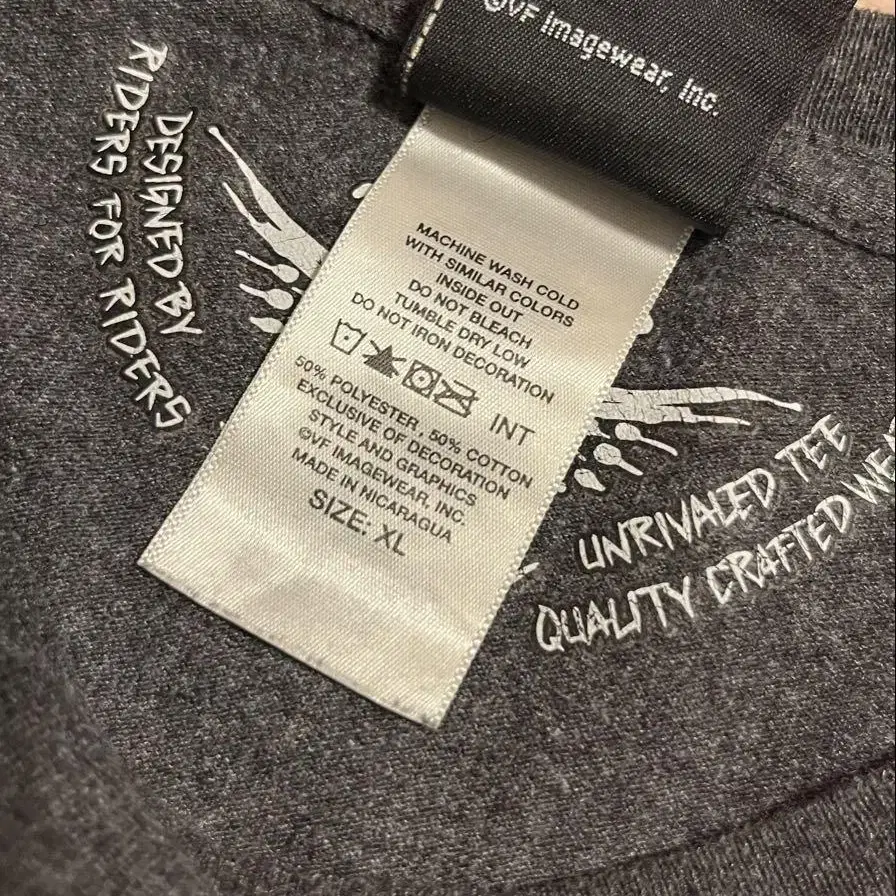 ©VF Imagewear, Inc.
MACHINE WASH COLD
WITH SIMILAR COLORS
INSIDE OUT
DO NOT BLEACH
TUMBLE DRY LOW
DO NOT IRON DECORATION
INT
50% POLYESTER, 50% COTTON
EXCLUSIVE OF DECORATION
STYLE AND GRAPHICS
©VF IMAGEWEAR, INC.
MADE IN NICARAGUA
SIZE: XL
DESIGNED BY
RIDERS FOR RIDERS
UNRIVALED TEE
QUALITY CRAFTED